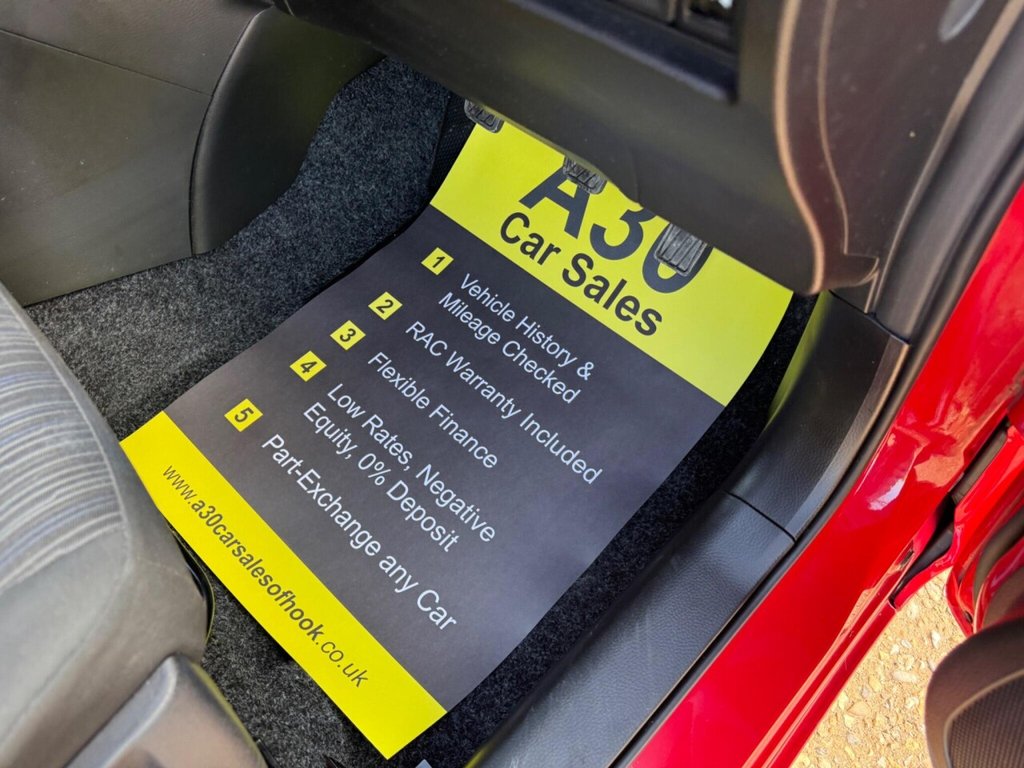 A30
Car Sales
1 Vehicle History &
Mileage Checked
2 RAC Warranty Included
3 Flexible Finance
4 Low Rates, Negative
Equity, 0% Deposit
5 Part-Exchange any Car
www.a30carsalesofhook.co.uk